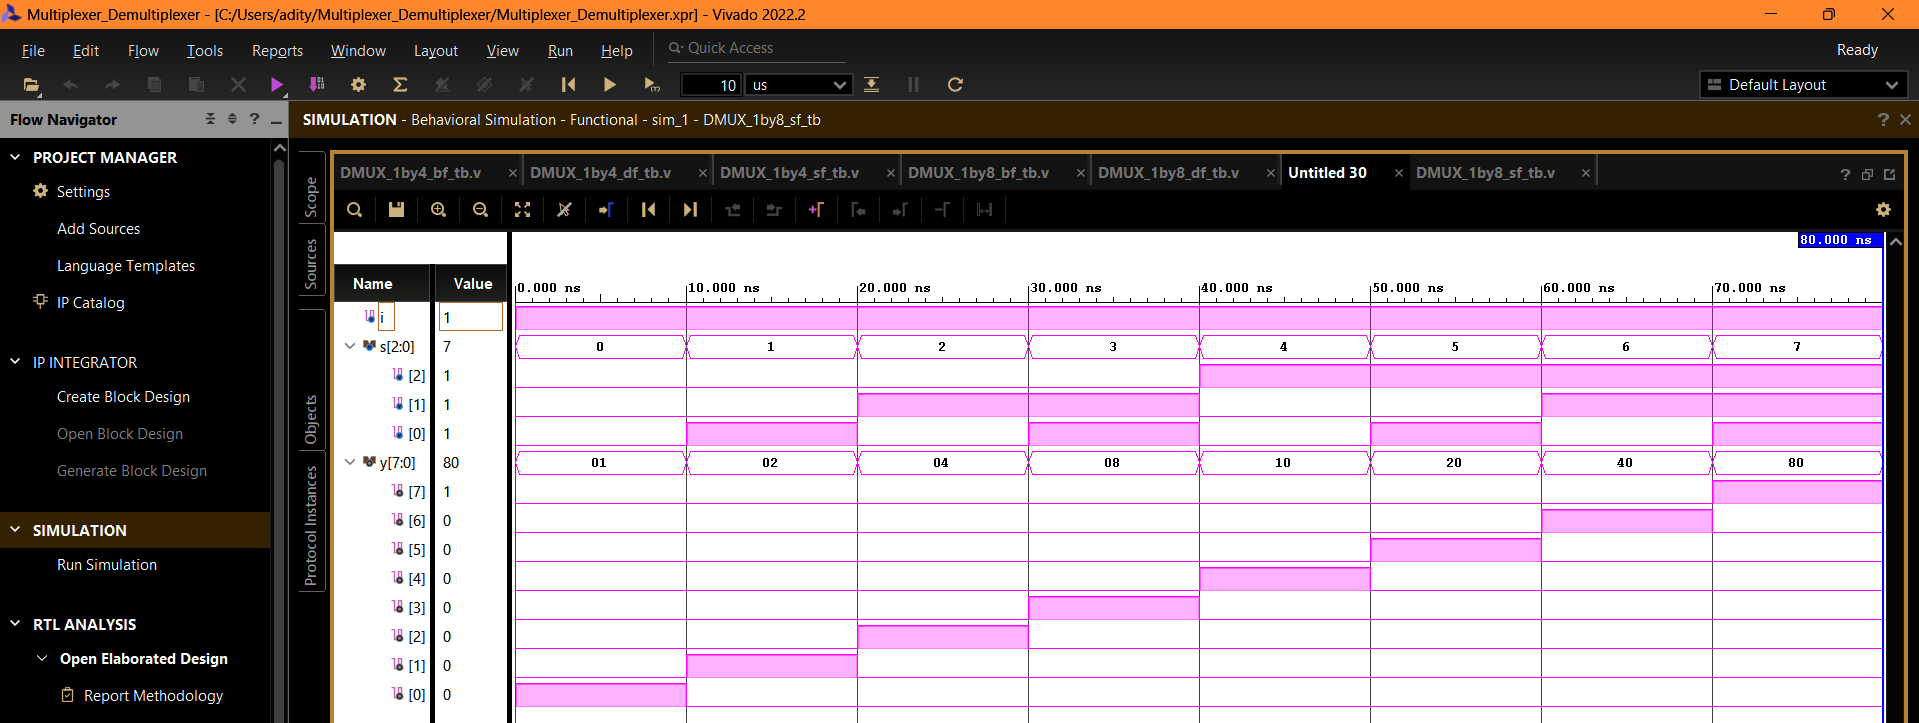 Multiplexer_Demultiplexer - [C:/Users/adity/Multiplexer_Demultiplexer/Multiplexer_Demultiplexer.xpr] - Vivado 2022.2
File Edit Flow Tools Reports Window Layout View Run Help Quick Access Ready
10 us Default Layout
Flow Navigator
SIMULATION - Behavioral Simulation - Functional - sim_1 - DMUX_1by8_sf_tb
PROJECT MANAGER
Settings
Add Sources
Language Templates
IP Catalog
IP INTEGRATOR
Create Block Design
Open Block Design
Generate Block Design
SIMULATION
Run Simulation
RTL ANALYSIS
Open Elaborated Design
Report Methodology
Scope
Sources
Objects
Protocol Instances
DMUX_1by4_bf_tb.v DMUX_1by4_df_tb.v DMUX_1by4_sf_tb.v DMUX_1by8_bf_tb.v DMUX_1by8_df_tb.v Untitled 30 DMUX_1by8_sf_tb.v
80.000 ns
Name Value 0.000 ns 10.000 ns 20.000 ns 30.000 ns 40.000 ns 50.000 ns 60.000 ns 70.000 ns
i 1
s[2:0] 7 0 1 2 3 4 5 6 7
[2] 1
[1] 1
[0] 1
y[7:0] 80 01 02 04 08 10 20 40 80
[7] 1
[6] 0
[5] 0
[4] 0
[3] 0
[2] 0
[1] 0
[0] 0